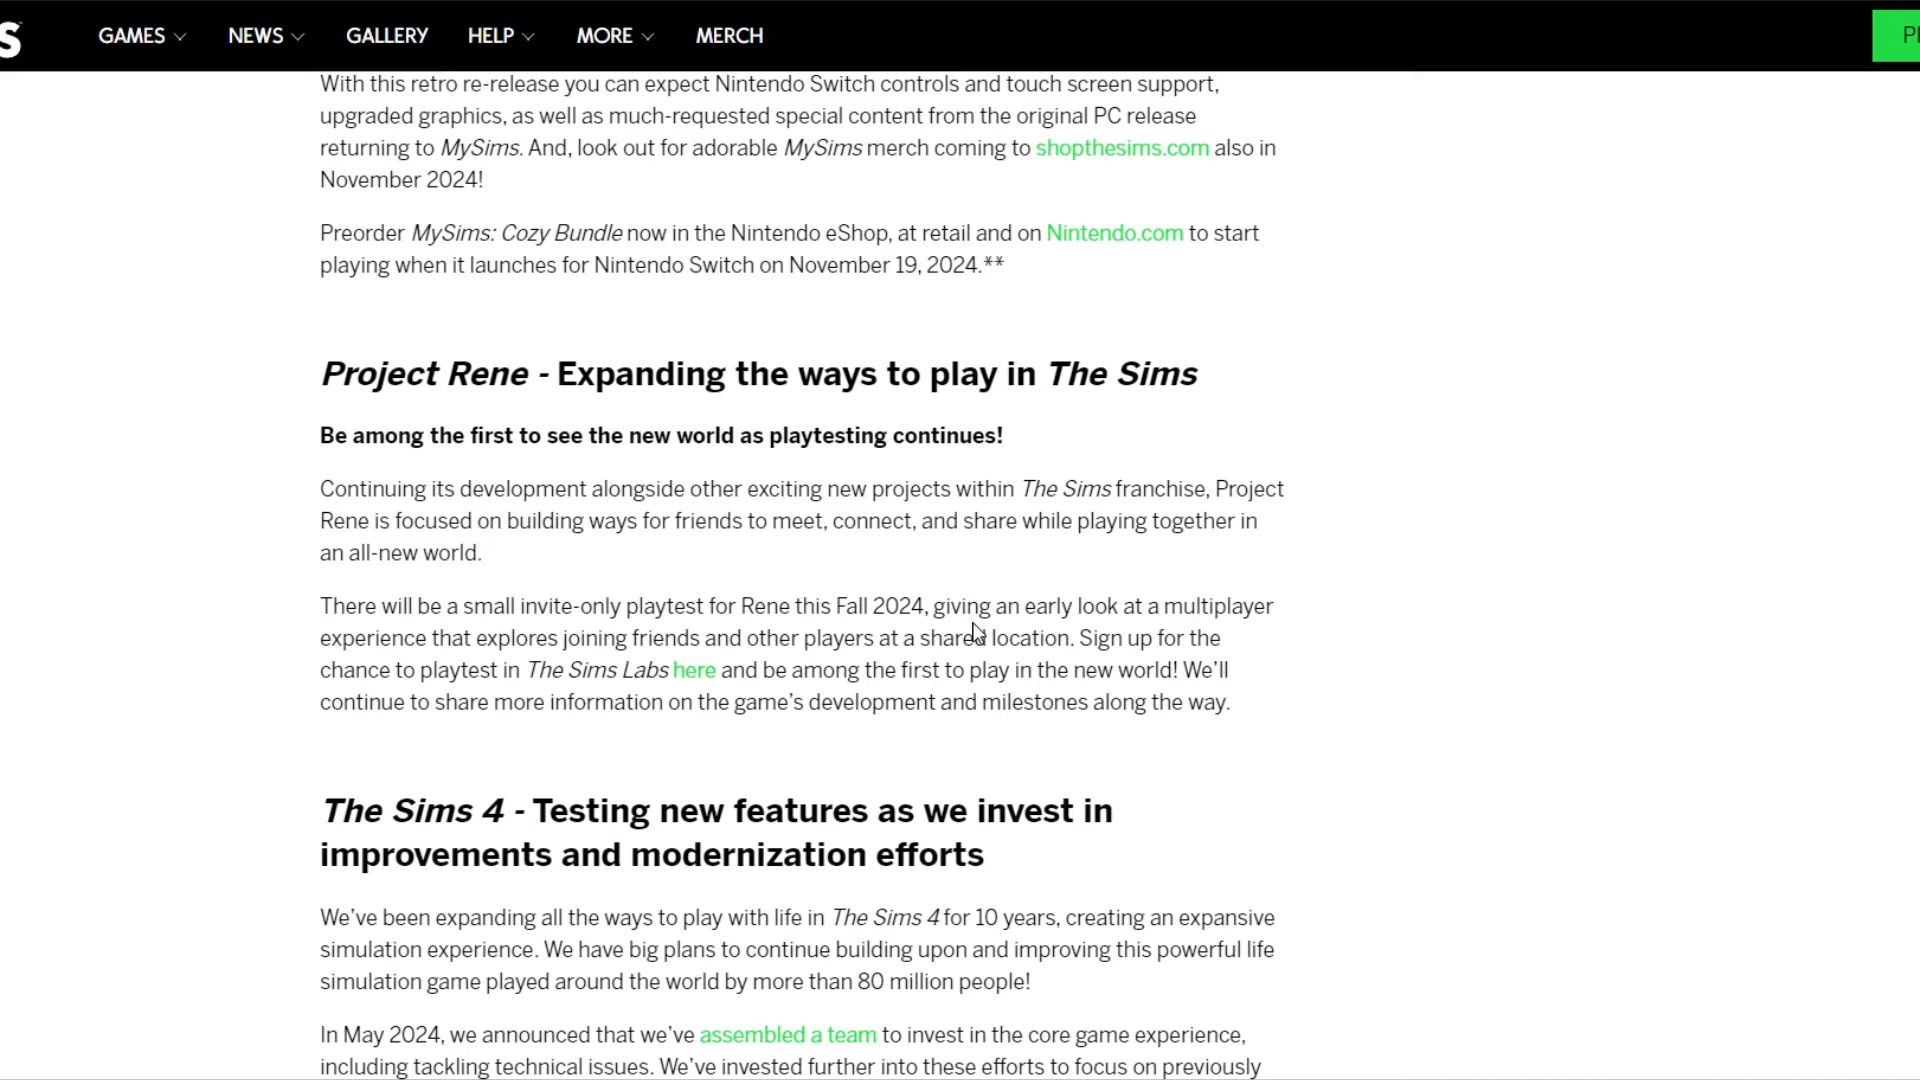 S
GAMES
NEWS
GALLERY
HELP
MORE
MERCH
With this retro re-release you can expect Nintendo Switch controls and touch screen support,
upgraded graphics, as well as much-requested special content from the original PC release
returning to MySims. And, look out for adorable MySims merch coming to shopthesims.com also in
November 2024!
Preorder MySims: Cozy Bundle now in the Nintendo eShop, at retail and on Nintendo.com to start
playing when it launches for Nintendo Switch on November 19, 2024.**
Project Rene - Expanding the ways to play in The Sims
Be among the first to see the new world as playtesting continues!
Continuing its development alongside other exciting new projects within The Sims franchise, Project
Rene is focused on building ways for friends to meet, connect, and share while playing together in
an all-new world.
There will be a small invite-only playtest for Rene this Fall 2024, giving an early look at a multiplayer
experience that explores joining friends and other players at a shared location. Sign up for the
chance to playtest in The Sims Labs here and be among the first to play in the new world! We’ll
continue to share more information on the game’s development and milestones along the way.
The Sims 4 - Testing new features as we invest in
improvements and modernization efforts
We’ve been expanding all the ways to play with life in The Sims 4 for 10 years, creating an expansive
simulation experience. We have big plans to continue building upon and improving this powerful life
simulation game played around the world by more than 80 million people!
In May 2024, we announced that we’ve assembled a team to invest in the core game experience,
including tackling technical issues. We’ve invested further into these efforts to focus on previously